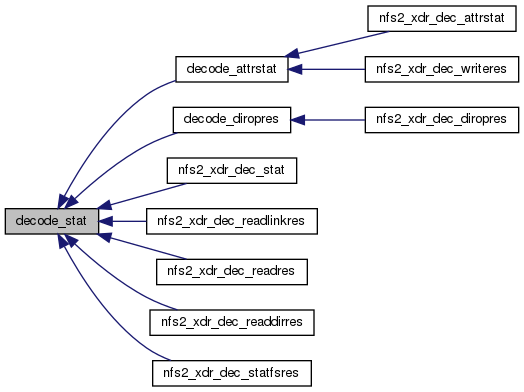 nfs2_xdr_dec_attrstat
decode_attrstat
nfs2_xdr_dec_writeres
decode_diropres
nfs2_xdr_dec_diropres
nfs2_xdr_dec_stat
decode_stat
nfs2_xdr_dec_readlinkres
nfs2_xdr_dec_readres
nfs2_xdr_dec_readdirres
nfs2_xdr_dec_statfsres